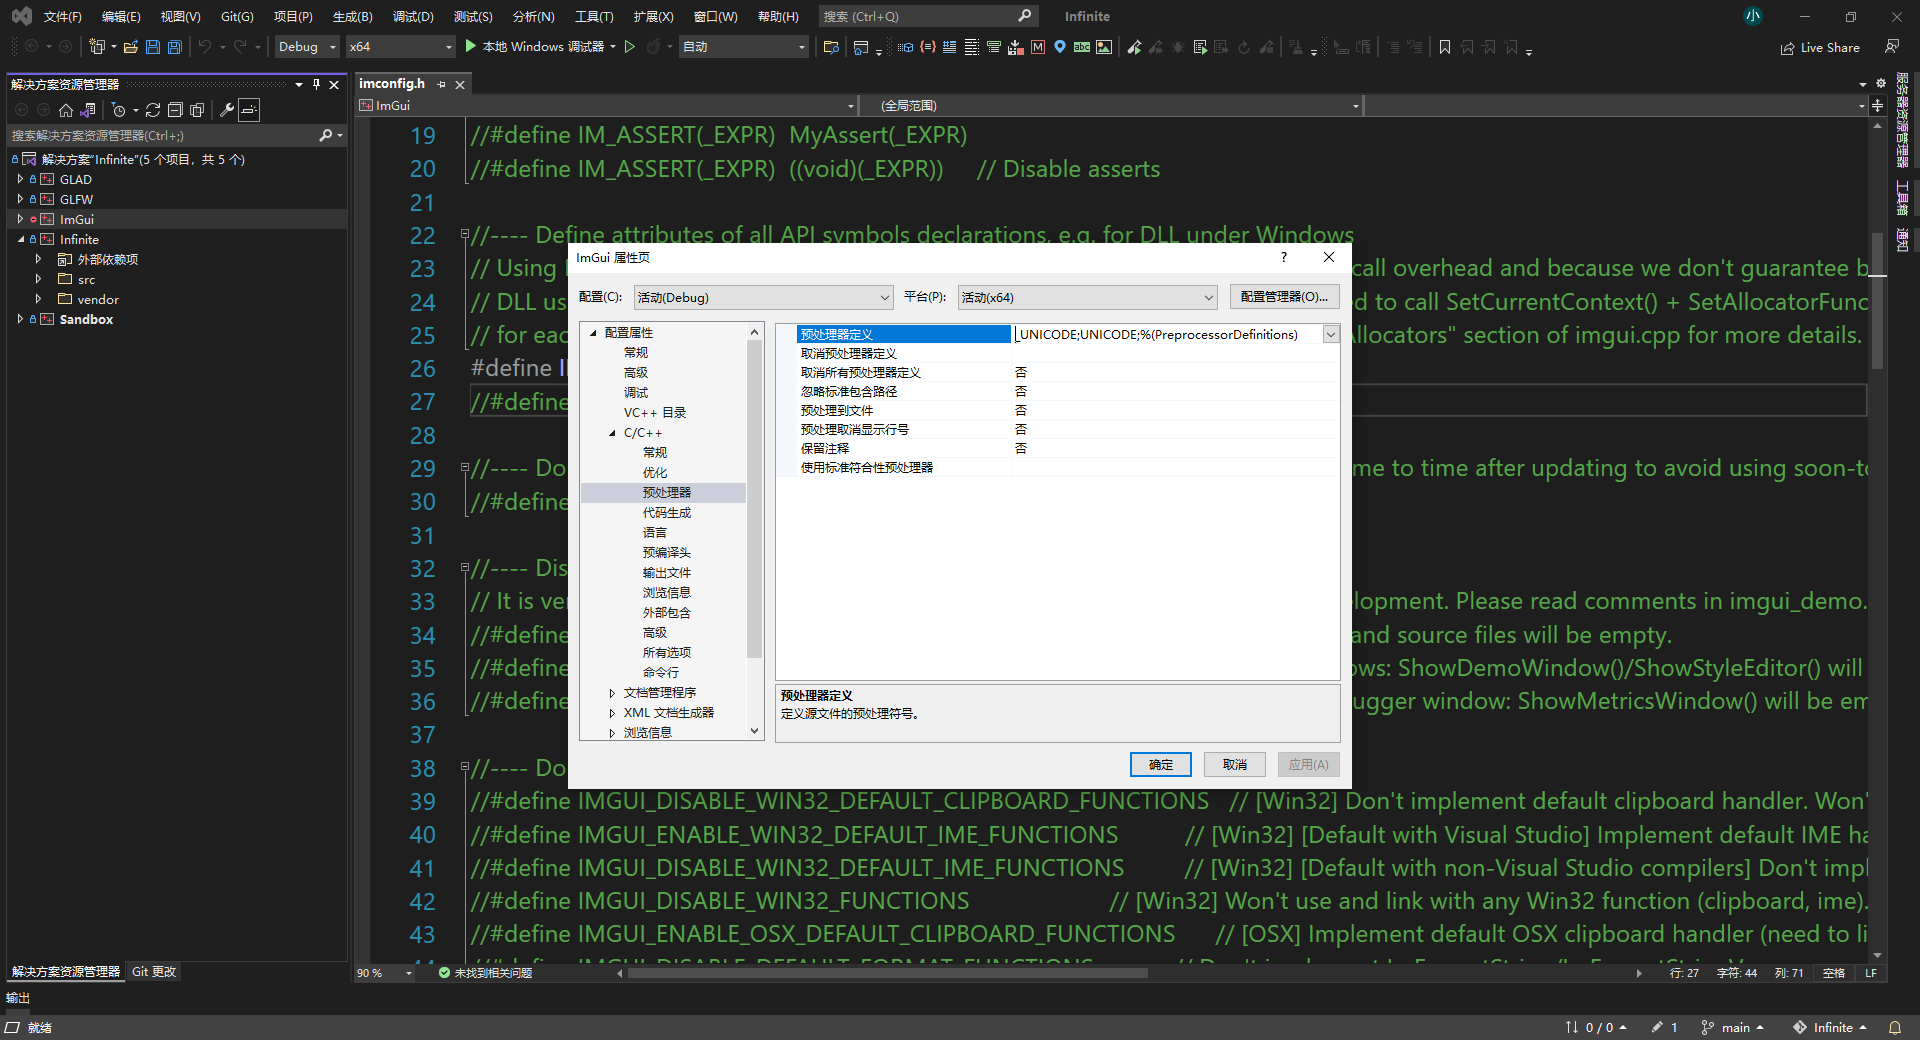 文件(F) 编辑(E) 视图(V) Git(G) 项目(P) 生成(B) 调试(D) 测试(S) 分析(N) 工具(T) 扩展(X) 窗口(W) 帮助(H) 搜索 (Ctrl+Q) Infinite 小
Debug x64 本地 Windows 调试器 自动 Live Share
解决方案资源管理器
搜索解决方案资源管理器(Ctrl+;)
解决方案"Infinite"(5 个项目，共 5 个)
GLAD
GLFW
ImGui
Infinite
外部依赖项
src
vendor
Sandbox
解决方案资源管理器 Git 更改
imconfig.h
ImGui (全局范围)
19 //#define IM_ASSERT(_EXPR)  MyAssert(_EXPR)
20 //#define IM_ASSERT(_EXPR)  ((void)(_EXPR))     // Disable asserts
21
22 //---- Define attributes of all API symbols declarations, e.g. for DLL under Windows
23 // Using call overhead and because we don't guarantee b
24 // DLL us d to call SetCurrentContext() + SetAllocatorFunc
25 // for eac llocators" section of imgui.cpp for more details.
26 #define I
27 //#define
28
29 //---- Do me to time after updating to avoid using soon-to
30 //#define
31
32 //---- Dis
33 // It is ve lopment. Please read comments in imgui_demo.
34 //#define and source files will be empty.
35 //#define ows: ShowDemoWindow()/ShowStyleEditor() will
36 //#define ugger window: ShowMetricsWindow() will be em
37
38 //---- Do
39 //#define IMGUI_DISABLE_WIN32_DEFAULT_CLIPBOARD_FUNCTIONS   // [Win32] Don't implement default clipboard handler. Won'
40 //#define IMGUI_ENABLE_WIN32_DEFAULT_IME_FUNCTIONS          // [Win32] [Default with Visual Studio] Implement default IME ha
41 //#define IMGUI_DISABLE_WIN32_DEFAULT_IME_FUNCTIONS         // [Win32] [Default with non-Visual Studio compilers] Don't impl
42 //#define IMGUI_DISABLE_WIN32_FUNCTIONS                     // [Win32] Won't use and link with any Win32 function (clipboard, ime).
43 //#define IMGUI_ENABLE_OSX_DEFAULT_CLIPBOARD_FUNCTIONS      // [OSX] Implement default OSX clipboard handler (need to li
ImGui 属性页 ?
配置(C): 活动(Debug) 平台(P): 活动(x64) 配置管理器(O)...
配置属性
常规
高级
调试
VC++ 目录
C/C++
常规
优化
预处理器
代码生成
语言
预编译头
输出文件
浏览信息
外部包含
高级
所有选项
命令行
文档管理程序
XML 文档生成器
浏览信息
预处理器定义 _UNICODE;UNICODE;%(PreprocessorDefinitions)
取消预处理器定义
取消所有预处理器定义 否
忽略标准包含路径 否
预处理到文件 否
预处理取消显示行号 否
保留注释 否
使用标准符合性预处理器
预处理器定义
定义源文件的预处理符号。
确定 取消 应用(A)
90 % 未找到相关问题 行: 27 字符: 44 列: 71 空格 LF
服务器资源管理器
工具箱
通知
输出
就绪 0 / 0 1 main Infinite